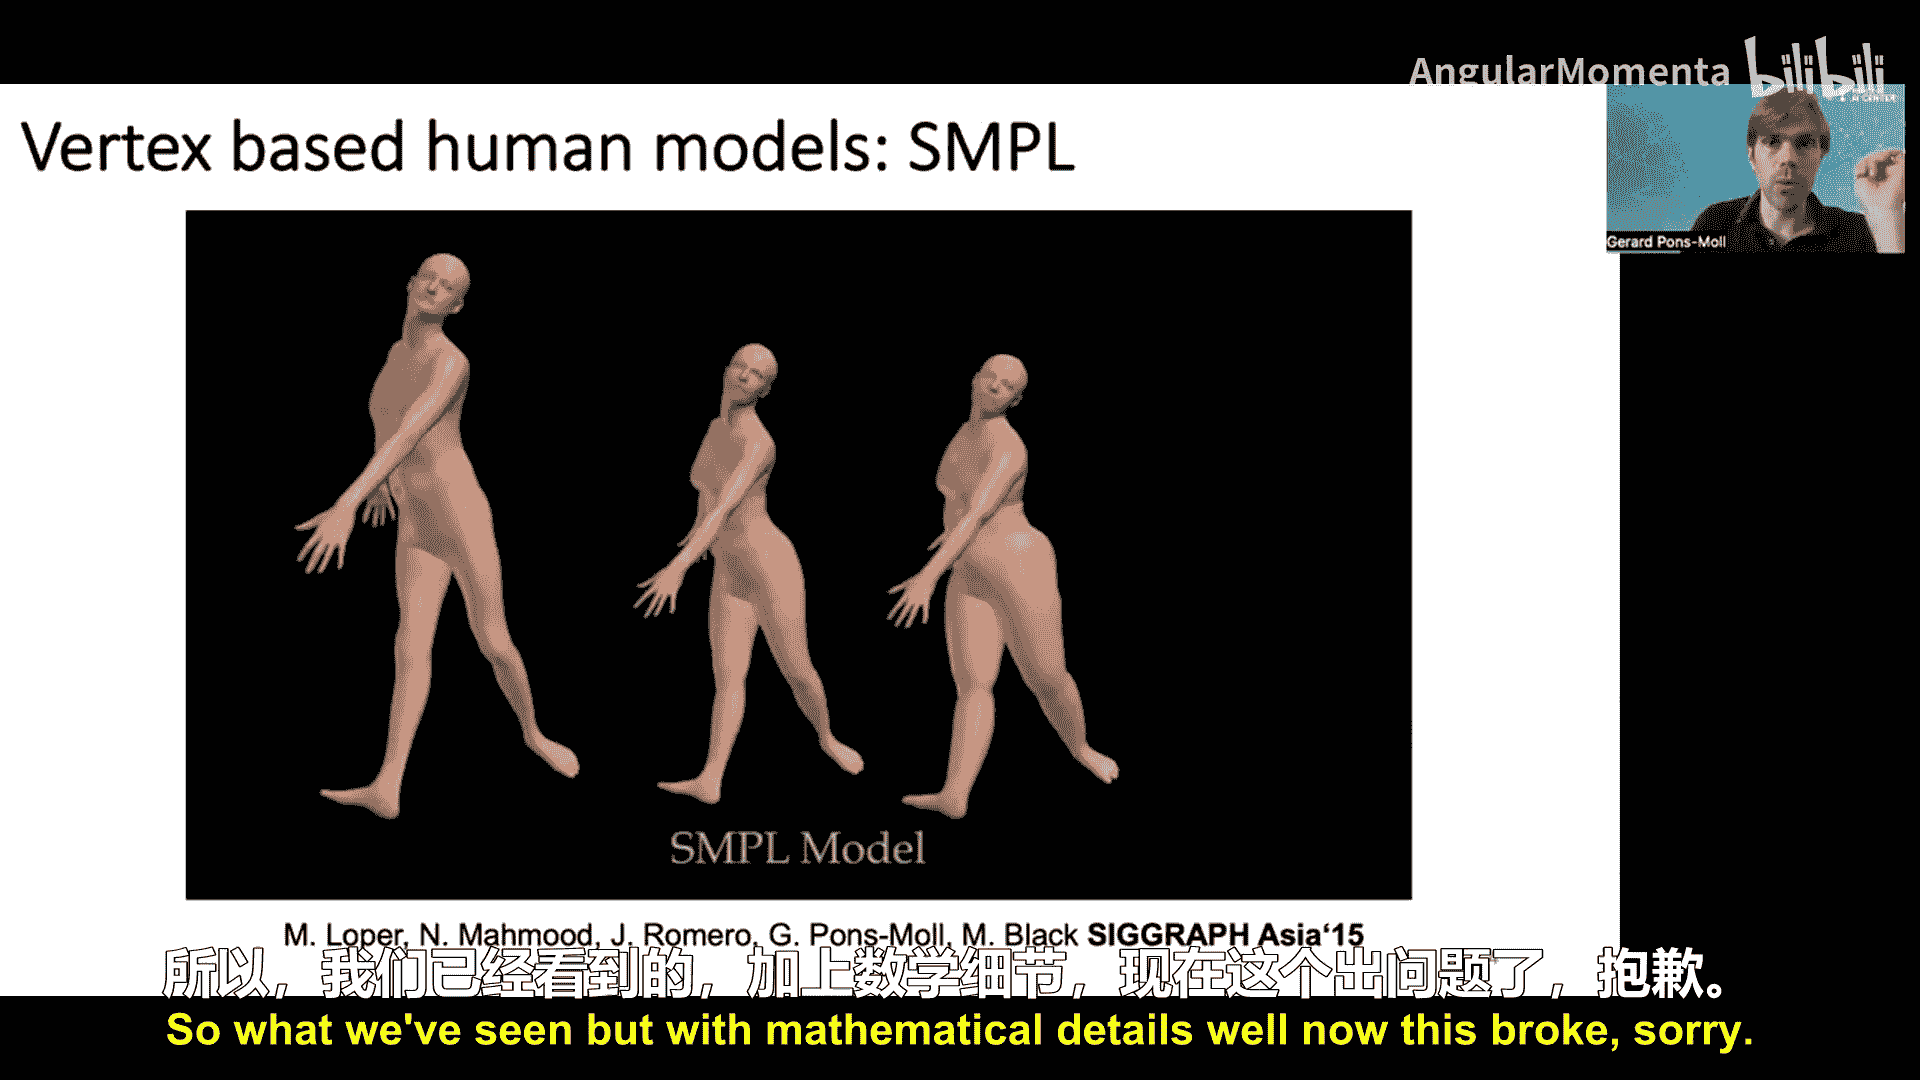 AngularMomenta bilibili
Vertex based human models: SMPL
Gerard Pons-Moll
SMPL Model
M. Loper, N. Mahmood, J. Romero, G. Pons-Moll, M. Black SIGGRAPH Asia‘15
所以，我们已经看到的，加上数学细节，现在这个出问题了，抱歉。
So what we've seen but with mathematical details well now this broke, sorry.